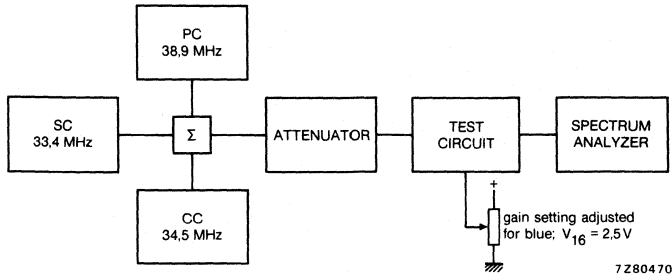 PC
38,9 MHz
SC
33,4 MHz
Σ
ATTENUATOR
TEST
CIRCUIT
SPECTRUM
ANALYZER
CC
34,5 MHz
+
gain setting adjusted
for blue; V16 = 2,5 V
7Z80470